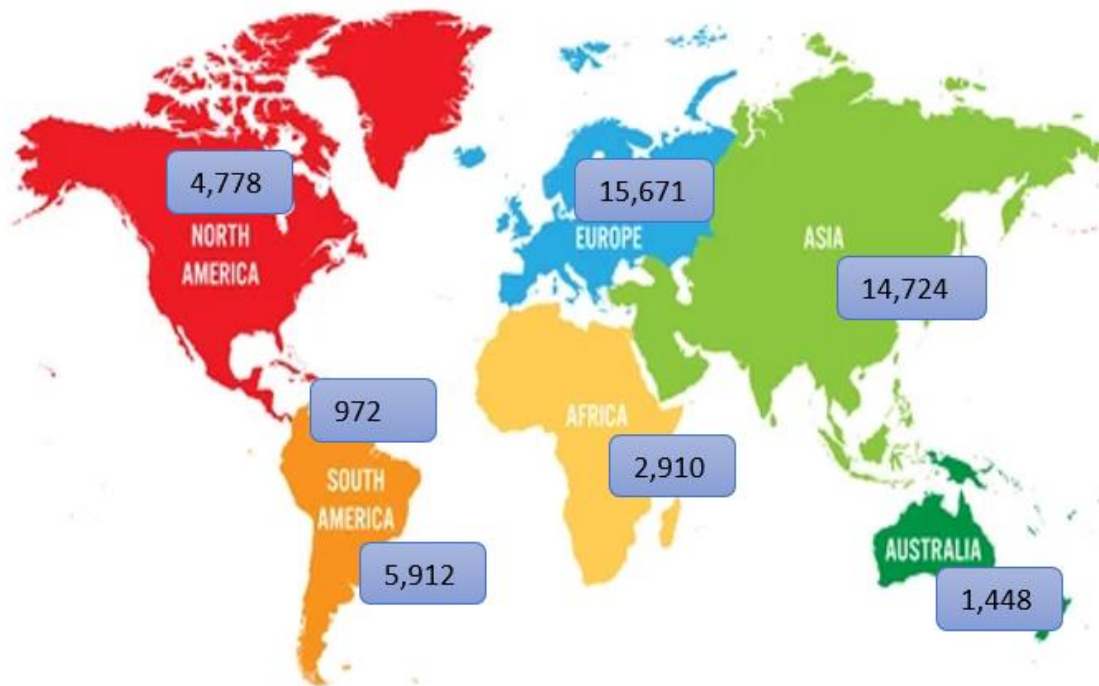 4,778
NORTH
AMERICA
15,671
EUROPE
ASIA
14,724
972
AFRICA
2,910
SOUTH
AMERICA
5,912
AUSTRALIA
1,448